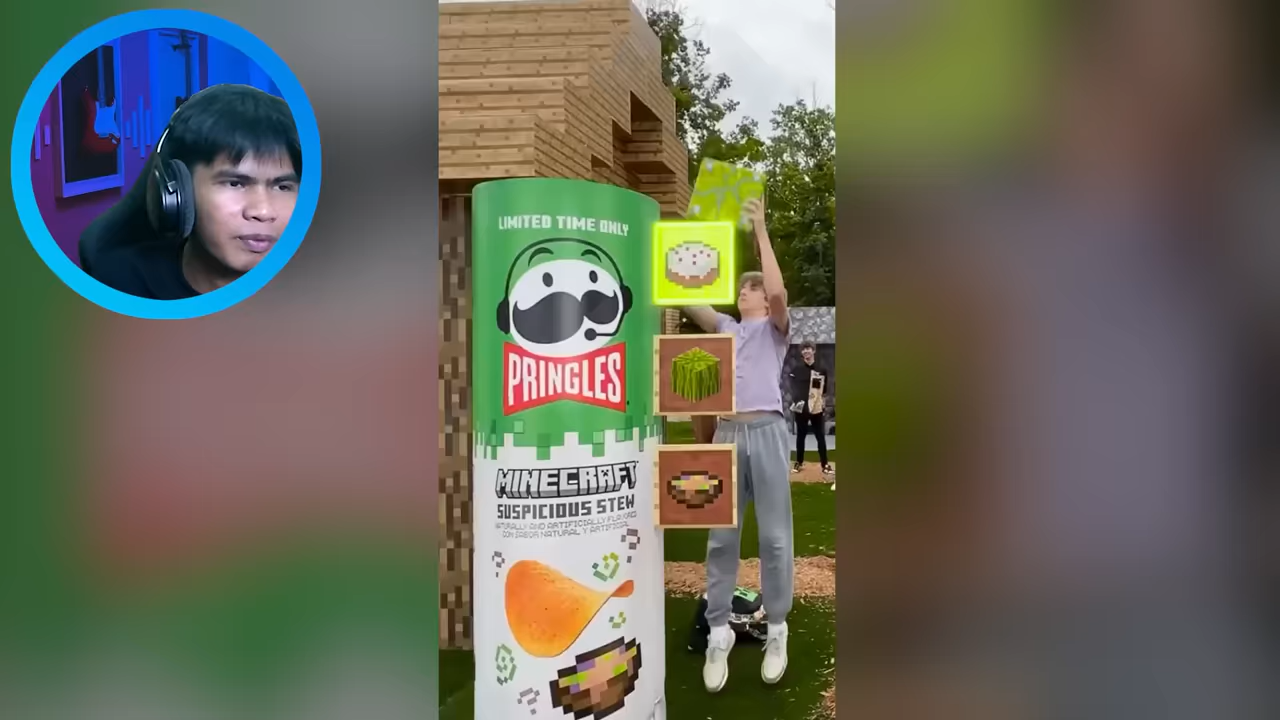 LIMITED TIME ONLY
PRINGLES
MINECRAFT
SUSPICIOUS STEW
NATURALLY AND ARTIFICIALLY FLAVORED
CON SABOR NATURAL Y ARTIFICIAL